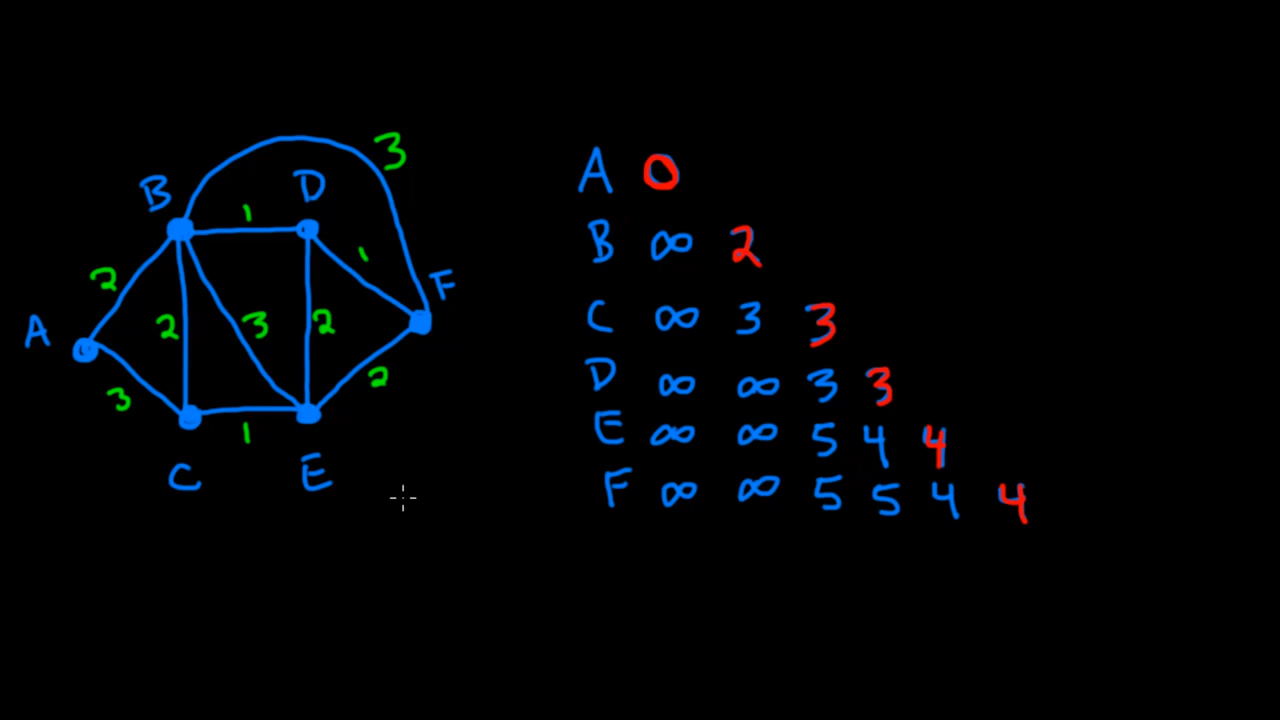 3
B
D
1
1
2
F
A
2
3
2
3
2
1
C
E
A 0
B ∞ 2
C ∞ 3 3
D ∞ ∞ 3 3
E ∞ ∞ 5 4 4
F ∞ ∞ 5 5 4 4